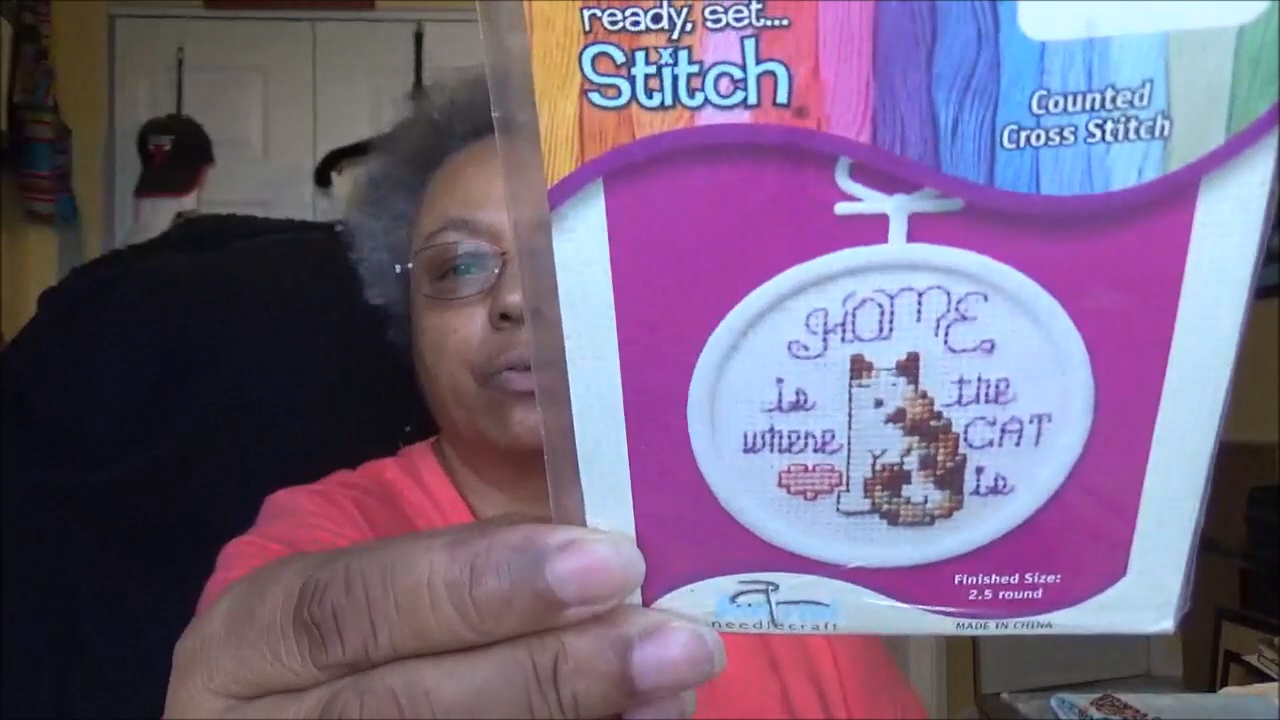 ready, set...
Stitch
Counted
Cross Stitch
HOME
is the
where CAT
is
needlecraft
Finished Size:
2.5 round
MADE IN CHINA